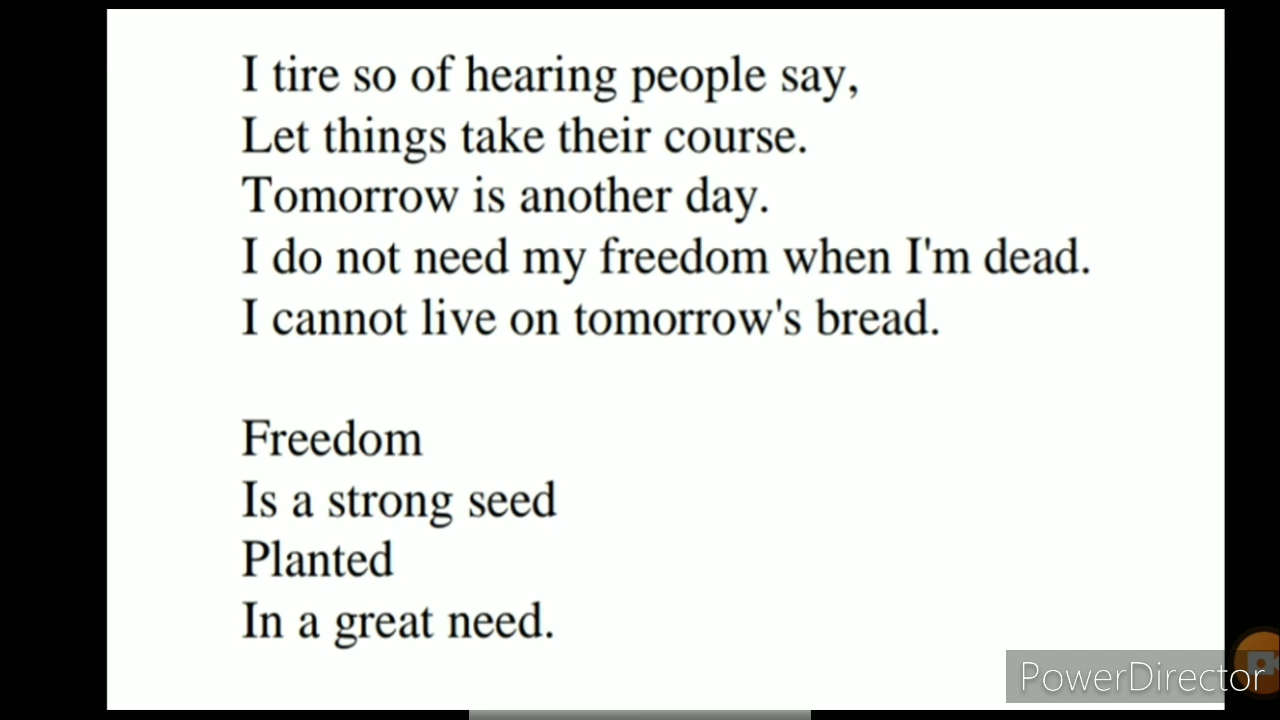 I tire so of hearing people say,
Let things take their course.
Tomorrow is another day.
I do not need my freedom when I'm dead.
I cannot live on tomorrow's bread.
Freedom
Is a strong seed
Planted
In a great need.
PowerDirector